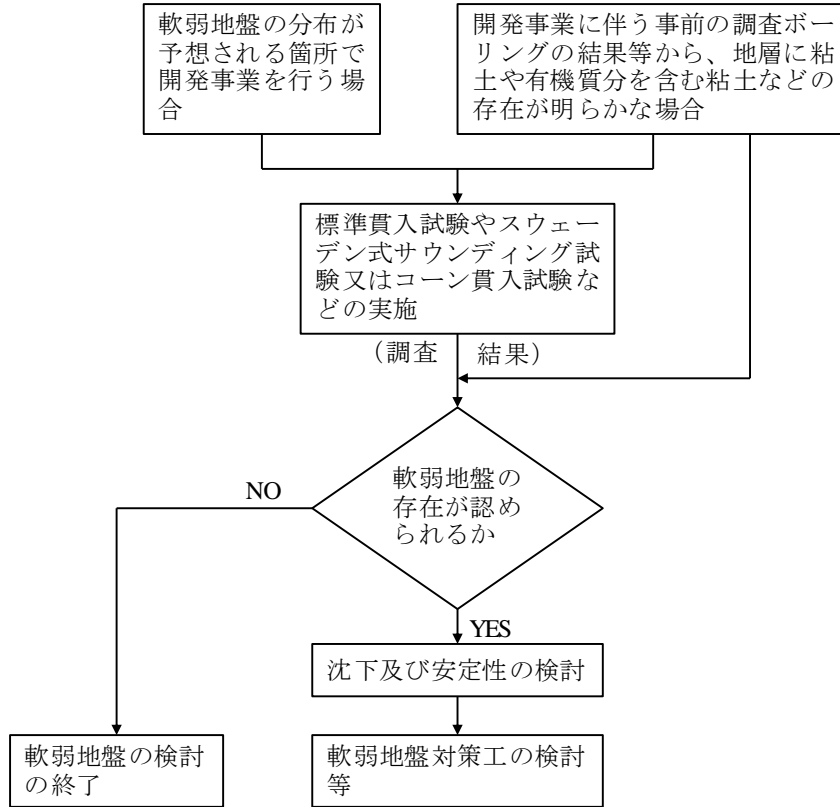 軟弱地盤の分布が
予想される箇所で
開発事業を行う場
合
開発事業に伴う事前の調査ボー
リングの結果等から、地層に粘
土や有機質分を含む粘土などの
存在が明らかな場合
標準貫入試験やスウェー
デン式サウンディング試
験又はコーン貫入試験な
どの実施
(調査 結果)
軟弱地盤の
存在が認め
られるか
NO
YES
沈下及び安定性の検討
軟弱地盤の検討
の終了
軟弱地盤対策工の検討
等